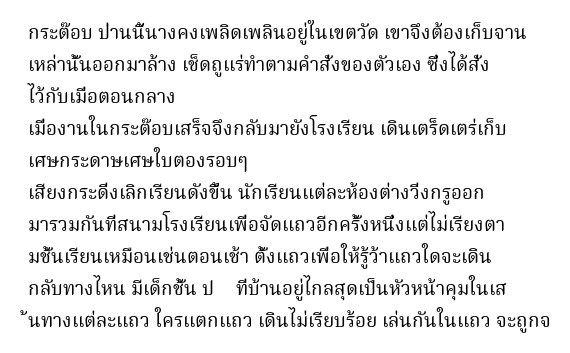 กระต๊อบ ป่านนี้นางคงเพลิดเพลินอยู่ในเขตวัด เขาจึงต้องเก็บจาน
เหล่านั้นออกมาล้าง เช็ดถูแร่ทำตามคำสั่งของตัวเอง ซึ่งได้สั่ง
ไว้กับเมื่อตอนกลาง
เมื่องานในกระต๊อบเสร็จจึงกลับมายังโรงเรียน เดินเตร็ดเตร่เก็บ
เศษกระดาษเศษใบตองรอบๆ
เสียงกระดิ่งเลิกเรียนดังขึ้น นักเรียนแต่ละห้องต่างวิ่งกรูออก
มารวมกันที่สนามโรงเรียนเพื่อจัดแถวอีกครั้งหนึ่งแต่ไม่เรียงตา
มชั้นเรียนเหมือนเช่นตอนเช้า ตั้งแถวเพื่อให้รู้ว้าแถวใดจะเดิน
กลับทางไหน มีเด็กชั้น ป ที่บ้านอยู่ไกลสุดเป็นหัวหน้าคุมในเส
้นทางแต่ละแถว ใครแตกแถว เดินไม่เรียบร้อย เล่นกันในแถว จะถูกจ